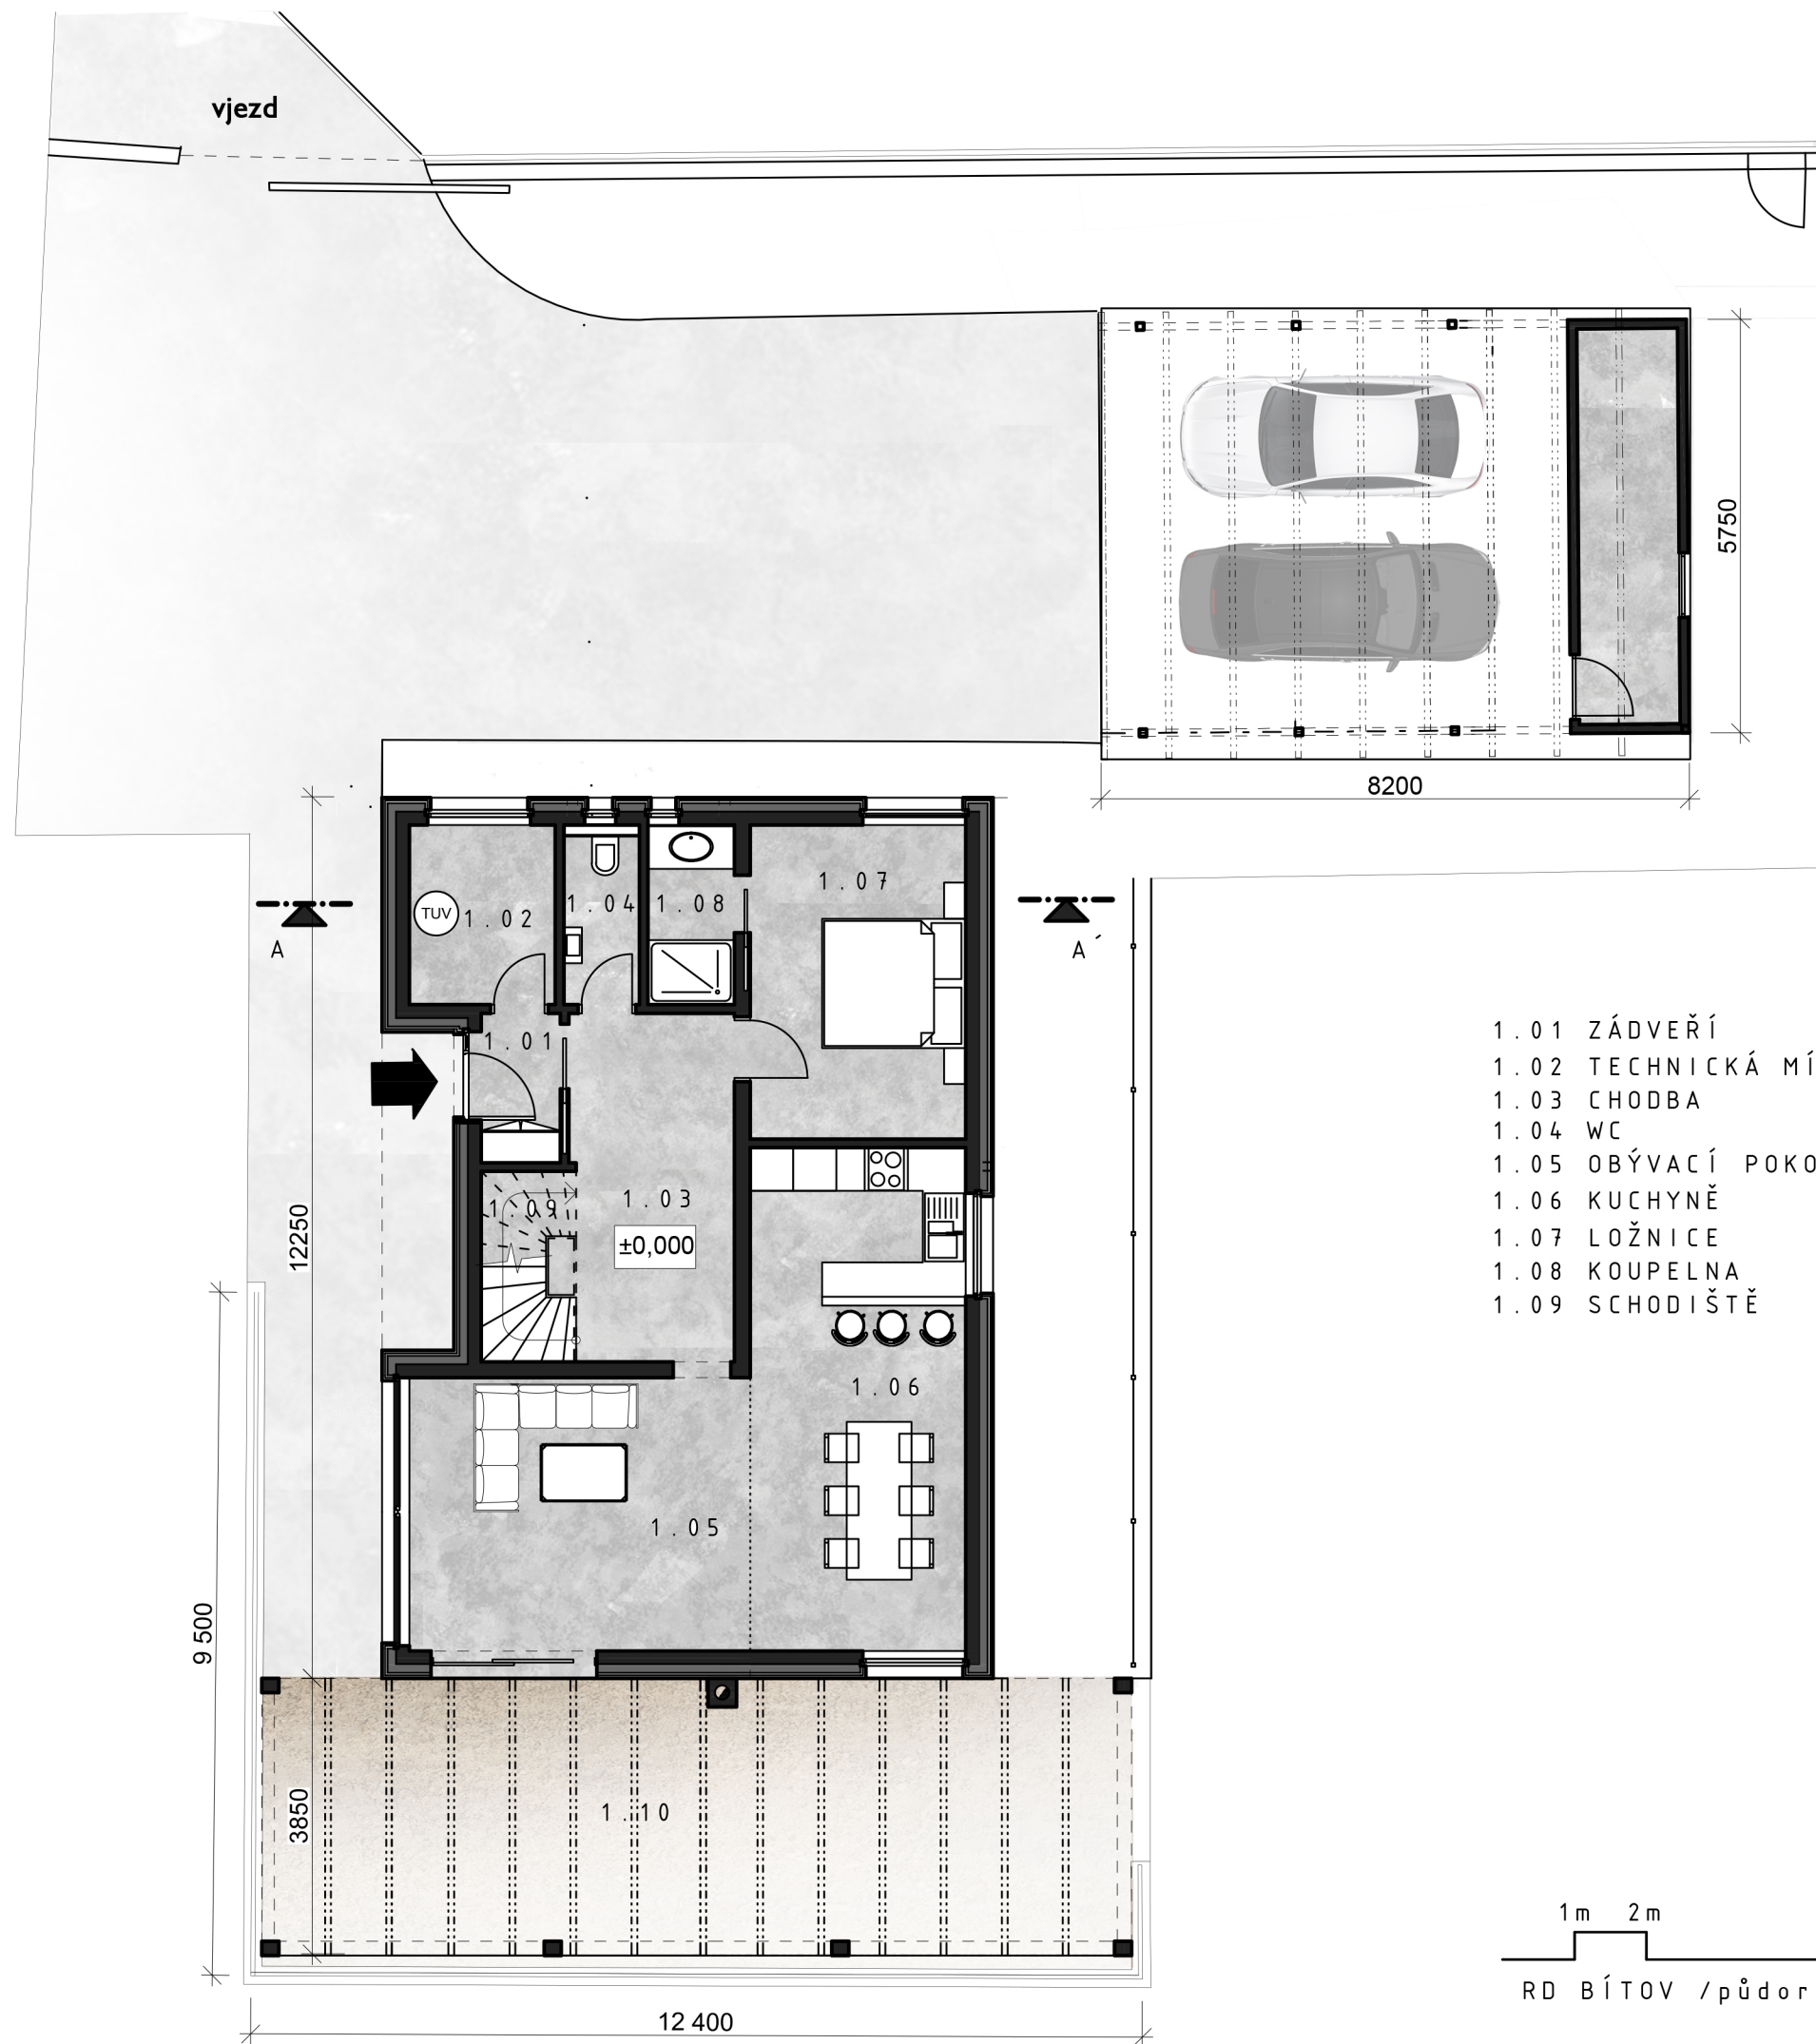 vjezd
5750
8200
1.07
1.04
1.08
1.02
TUV
A
A´
1.01
1.01 ZÁDVEŘÍ
1.02 TECHNICKÁ MÍ
1.03 CHODBA
1.04 WC
1.05 OBÝVACÍ POKO
1.06 KUCHYNĚ
1.07 LOŽNICE
1.08 KOUPELNA
1.09 SCHODIŠTĚ
1.03
1.09
±0,000
12250
1.06
1.05
9 500
3850
1.10
1m 2m
RD BÍTOV /půdor
12 400